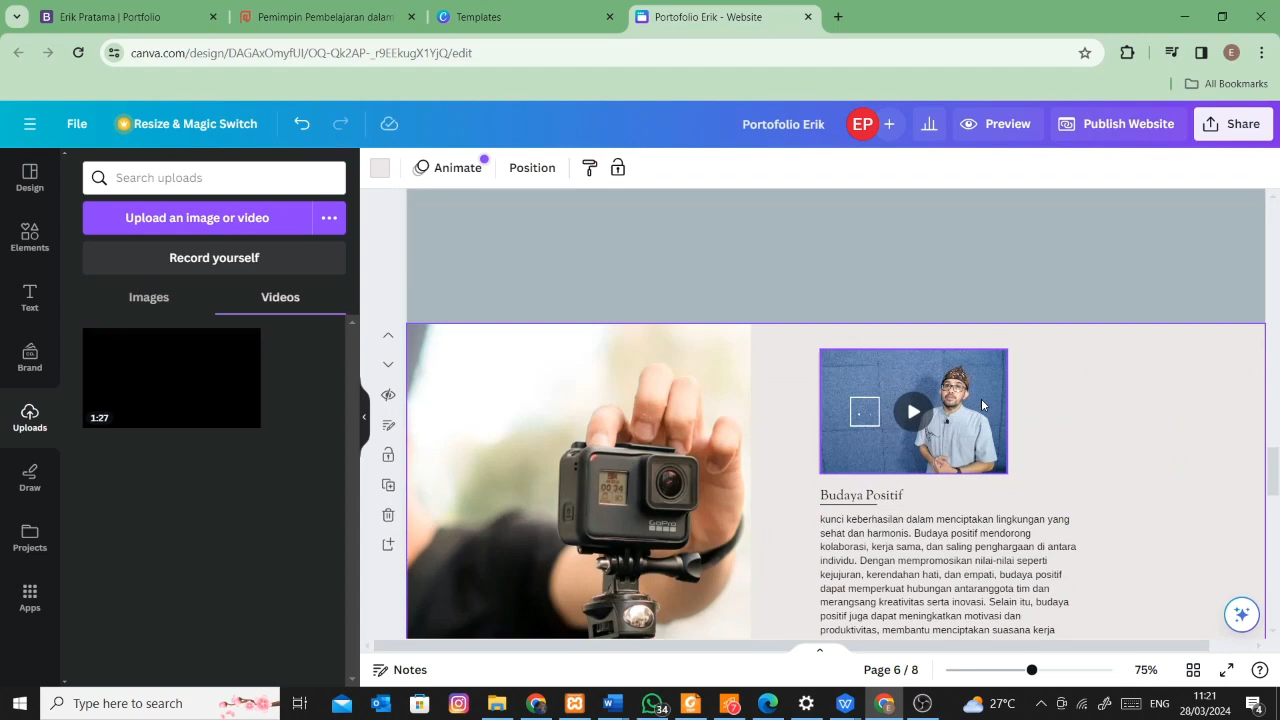 Erik Pratama | Portfolio
Pemimpin Pembelajaran dalam
Templates
Portofolio Erik - Website
canva.com/design/DAGAxOmyfUI/OQ-Qk2AP-_r9EEkugX1YjQ/edit
E
All Bookmarks
File
Resize & Magic Switch
Portofolio Erik
EP
Preview
Publish Website
Share
Design
Elements
Text
Brand
Uploads
Draw
Projects
Apps
Search uploads
Upload an image or video
Record yourself
Images
Videos
1:27
Animate
Position
GoPro
Budaya Positif
kunci keberhasilan dalam menciptakan lingkungan yang
sehat dan harmonis. Budaya positif mendorong
kolaborasi, kerja sama, dan saling penghargaan di antara
individu. Dengan mempromosikan nilai-nilai seperti
kejujuran, kerendahan hati, dan empati, budaya positif
dapat memperkuat hubungan antaranggota tim dan
merangsang kreativitas serta inovasi. Selain itu, budaya
positif juga dapat meningkatkan motivasi dan
produktivitas, membantu menciptakan suasana kerja
Notes
Page 6 / 8
75%
Type here to search
34
7
27°C
ENG
11:21
28/03/2024
4